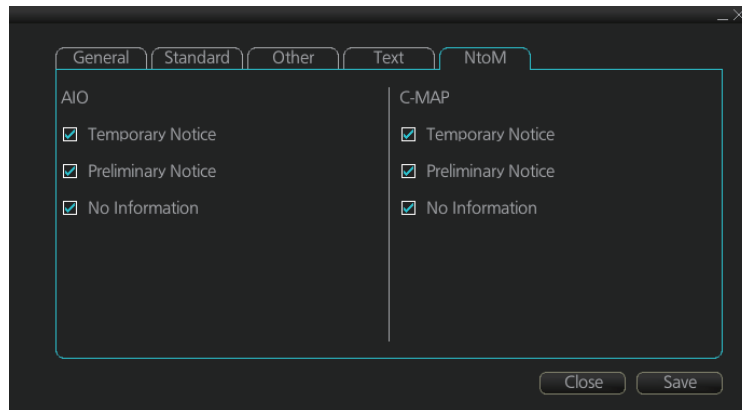 General Standard Other Text NtoM
AIO
Temporary Notice
Preliminary Notice
No Information
C-MAP
Temporary Notice
Preliminary Notice
No Information
Close Save